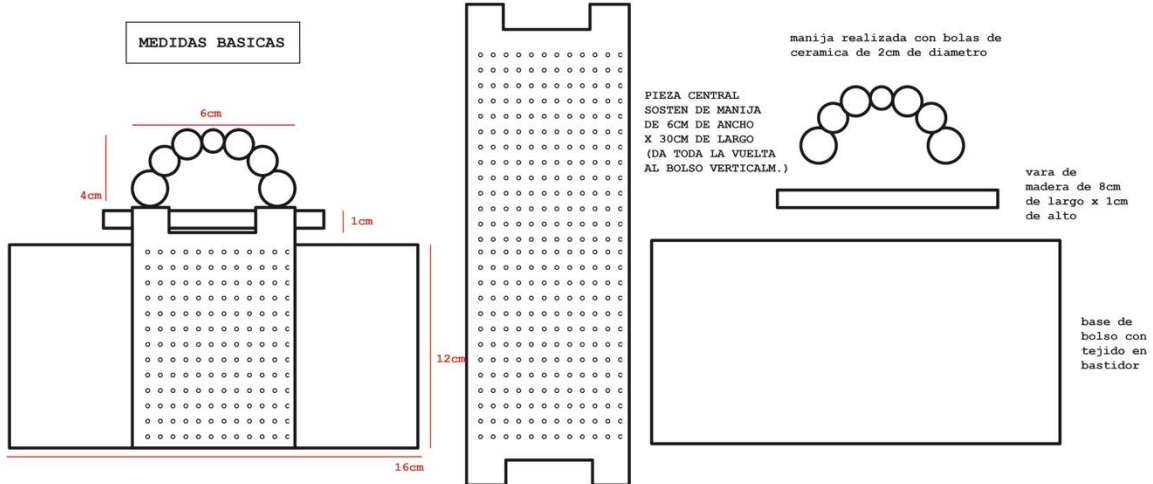 MEDIDAS BASICAS
6cm
4cm
1cm
12cm
16cm
PIEZA CENTRAL
SOSTEN DE MANIJA
DE 6CM DE ANCHO
X 30CM DE LARGO
(DA TODA LA VUELTA
AL BOLSO VERTICALM.)
manija realizada con bolas de
ceramica de 2cm de diametro
vara de
madera de 8cm
de largo x 1cm
de alto
base de
bolso con
tejido en
bastidor